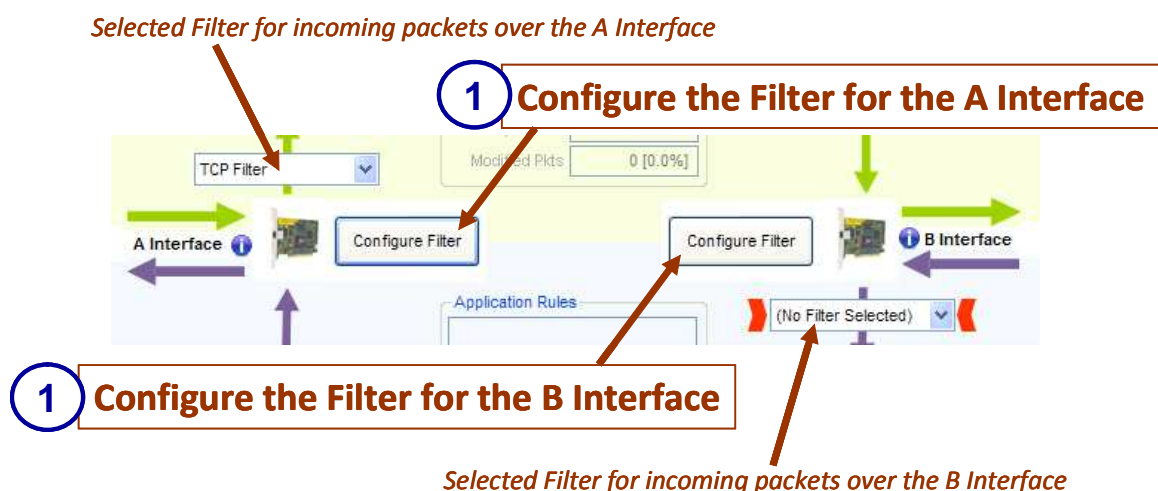 Selected Filter for incoming packets over the A Interface
1 Configure the Filter for the A Interface
Modified Pkts 0 [0.0%]
TCP Filter
A Interface Configure Filter Configure Filter B Interface
Application Rules
(No Filter Selected)
1 Configure the Filter for the B Interface
Selected Filter for incoming packets over the B Interface